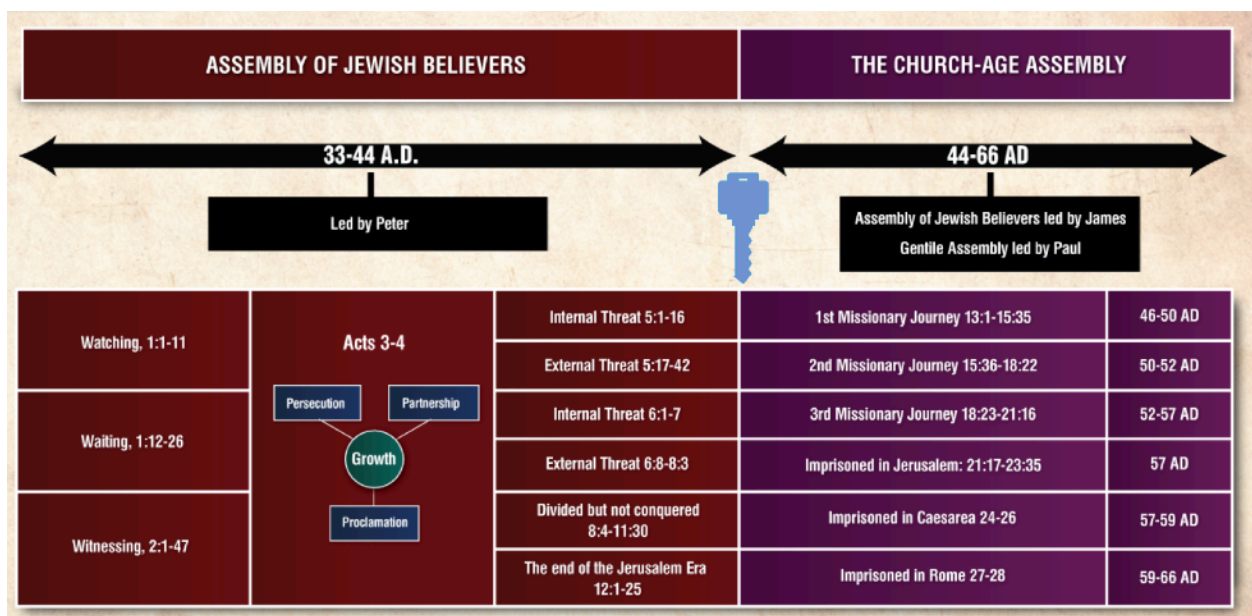 ASSEMBLY OF JEWISH BELIEVERS
THE CHURCH-AGE ASSEMBLY
33-44 A.D.
44-66 AD
Led by Peter
Assembly of Jewish Believers led by James
Gentile Assembly led by Paul
Watching, 1:1-11
Waiting, 1:12-26
Witnessing, 2:1-47
Acts 3-4
Persecution
Partnership
Growth
Proclamation
Internal Threat 5:1-16
External Threat 5:17-42
Internal Threat 6:1-7
External Threat 6:8-8:3
Divided but not conquered
8:4-11:30
The end of the Jerusalem Era
12:1-25
1st Missionary Journey 13:1-15:35
46-50 AD
2nd Missionary Journey 15:36-18:22
50-52 AD
3rd Missionary Journey 18:23-21:16
52-57 AD
Imprisoned in Jerusalem: 21:17-23:35
57 AD
Imprisoned in Caesarea 24-26
57-59 AD
Imprisoned in Rome 27-28
59-66 AD